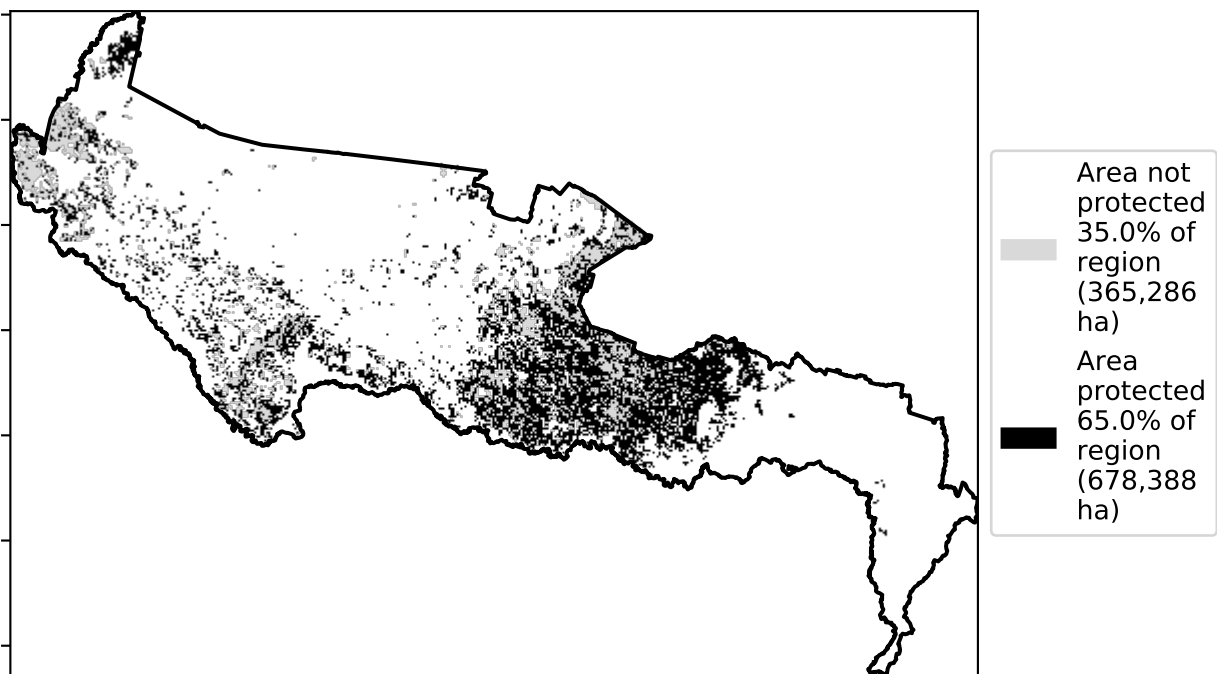 Area not
protected
35.0% of
region
(365,286
ha)
Area
protected
65.0% of
region
(678,388
ha)